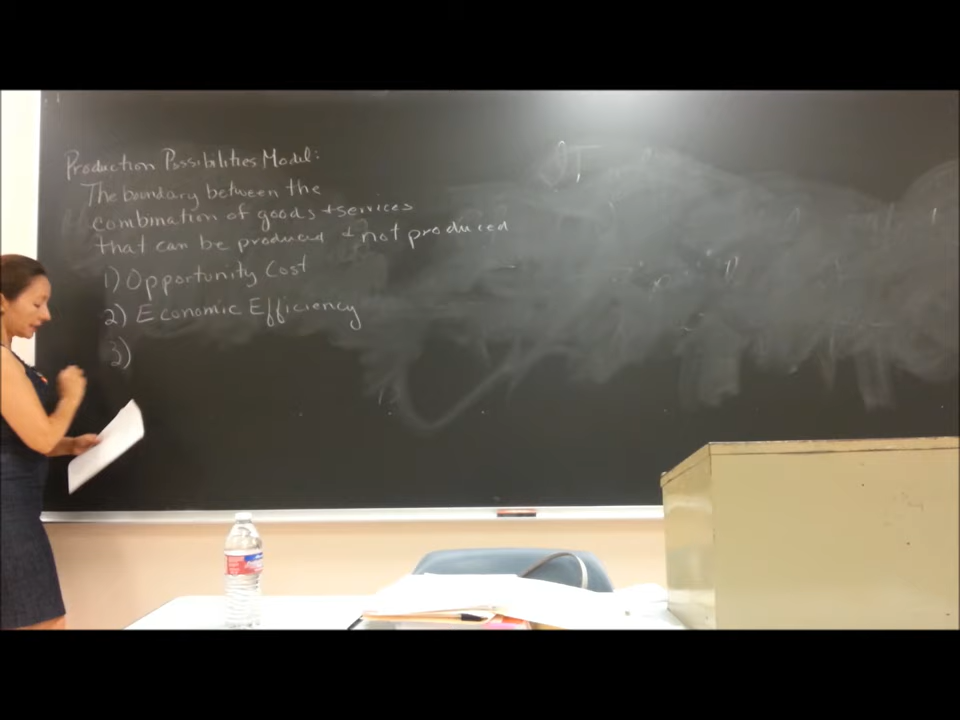 Production Possibilities Model:
The boundary between the
combination of goods + services
that can be produced + not produced
1) Opportunity Cost
2) Economic Efficiency
3)